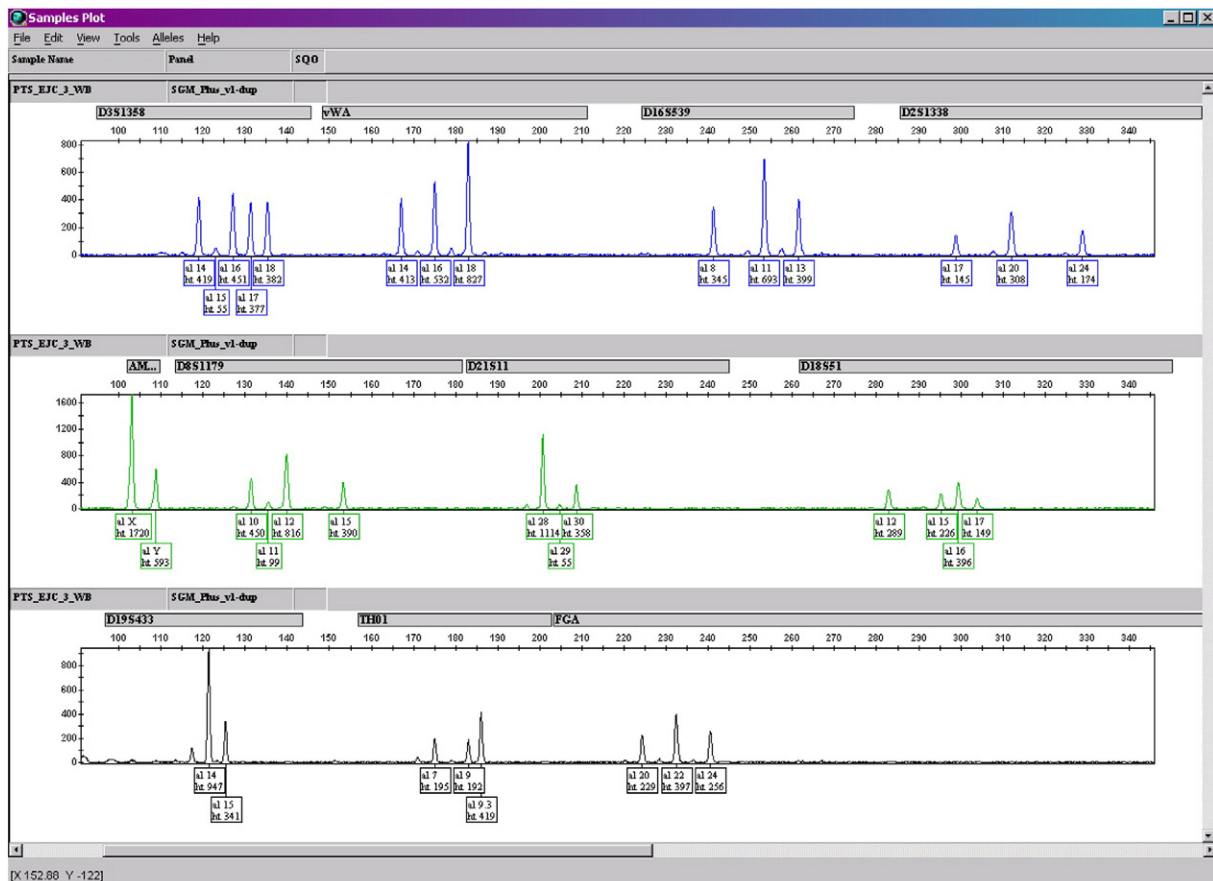 Samples Plot
File Edit View Tools Alleles Help
Sample Name Panel SQO
PTS_EJC_3_WB SGM_Plus_v1-dup
D3S1358 vWA D16S539 D2S1338
100 110 120 130 140 150 160 170 180 190 200 210 220 230 240 250 260 270 280 290 300 310 320 330 340
800
600
400
200
0
al 14 al 16 al 18 al 14 al 16 al 18 al 8 al 11 al 13 al 17 al 20 al 24
ht 419 ht 451 ht 382 ht 413 ht 532 ht 827 ht 345 ht 693 ht 399 ht 145 ht 308 ht 174
al 15 al 17
ht 55 ht 377
PTS_EJC_3_WB SGM_Plus_v1-dup
AM... D8S1179 D21S11 D18S51
100 110 120 130 140 150 160 170 180 190 200 210 220 230 240 250 260 270 280 290 300 310 320 330 340
1600
1200
800
400
0
al X al 10 al 12 al 15 al 28 al 30 al 12 al 15 al 17
ht 1720 ht 450 ht 816 ht 390 ht 1114 ht 358 ht 289 ht 226 ht 149
al Y al 11 al 29 al 16
ht 593 ht 99 ht 55 ht 396
PTS_EJC_3_WB SGM_Plus_v1-dup
D19S433 TH01 FGA
100 110 120 130 140 150 160 170 180 190 200 210 220 230 240 250 260 270 280 290 300 310 320 330 340
800
600
400
200
0
al 14 al 7 al 9 al 20 al 22 al 24
ht 947 ht 195 ht 192 ht 229 ht 397 ht 256
al 15 al 9.3
ht 341 ht 419
[X 152.88 Y -122]